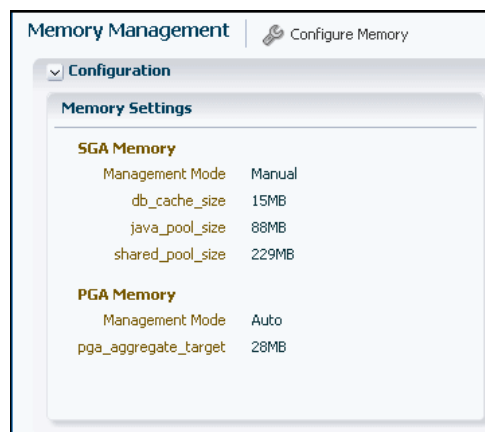 Memory Management Configure Memory
Configuration
Memory Settings
SGA Memory
Management Mode Manual
db_cache_size 15MB
java_pool_size 88MB
shared_pool_size 229MB
PGA Memory
Management Mode Auto
pga_aggregate_target 28MB